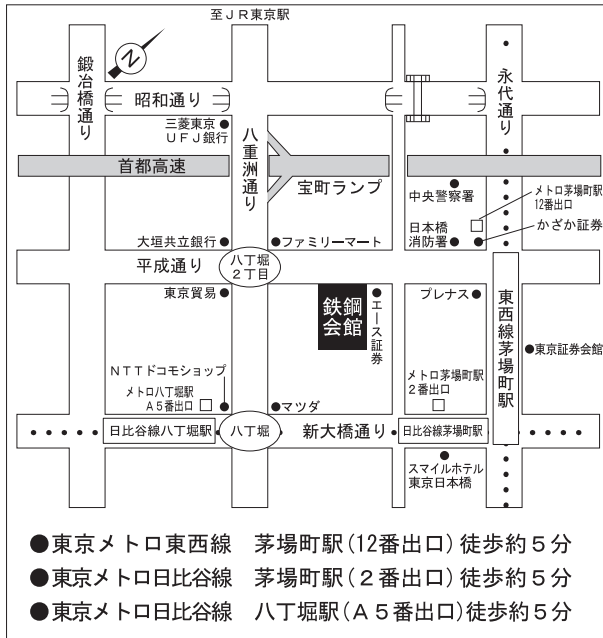 至ＪＲ東京駅
鍛冶橋通り
N
昭和通り
永代通り
三菱東京
ＵＦＪ銀行
八重洲通り
首都高速
宝町ランプ
中央警察署
メトロ茅場町駅
12番出口
日本橋
消防署
かざか証券
大垣共立銀行
ファミリーマート
平成通り
八丁堀
２丁目
東京貿易
鉄鋼
会館
エース証券
プレナス
東西線茅場町駅
東京証券会館
ＮＴＴドコモショップ
メトロ八丁堀駅
Ａ５番出口
マツダ
メトロ茅場町駅
２番出口
日比谷線八丁堀駅
八丁堀
新大橋通り
日比谷線茅場町駅
スマイルホテル
東京日本橋
●東京メトロ東西線　茅場町駅(12番出口)徒歩約５分
●東京メトロ日比谷線　茅場町駅(２番出口)徒歩約５分
●東京メトロ日比谷線　八丁堀駅(Ａ５番出口)徒歩約５分